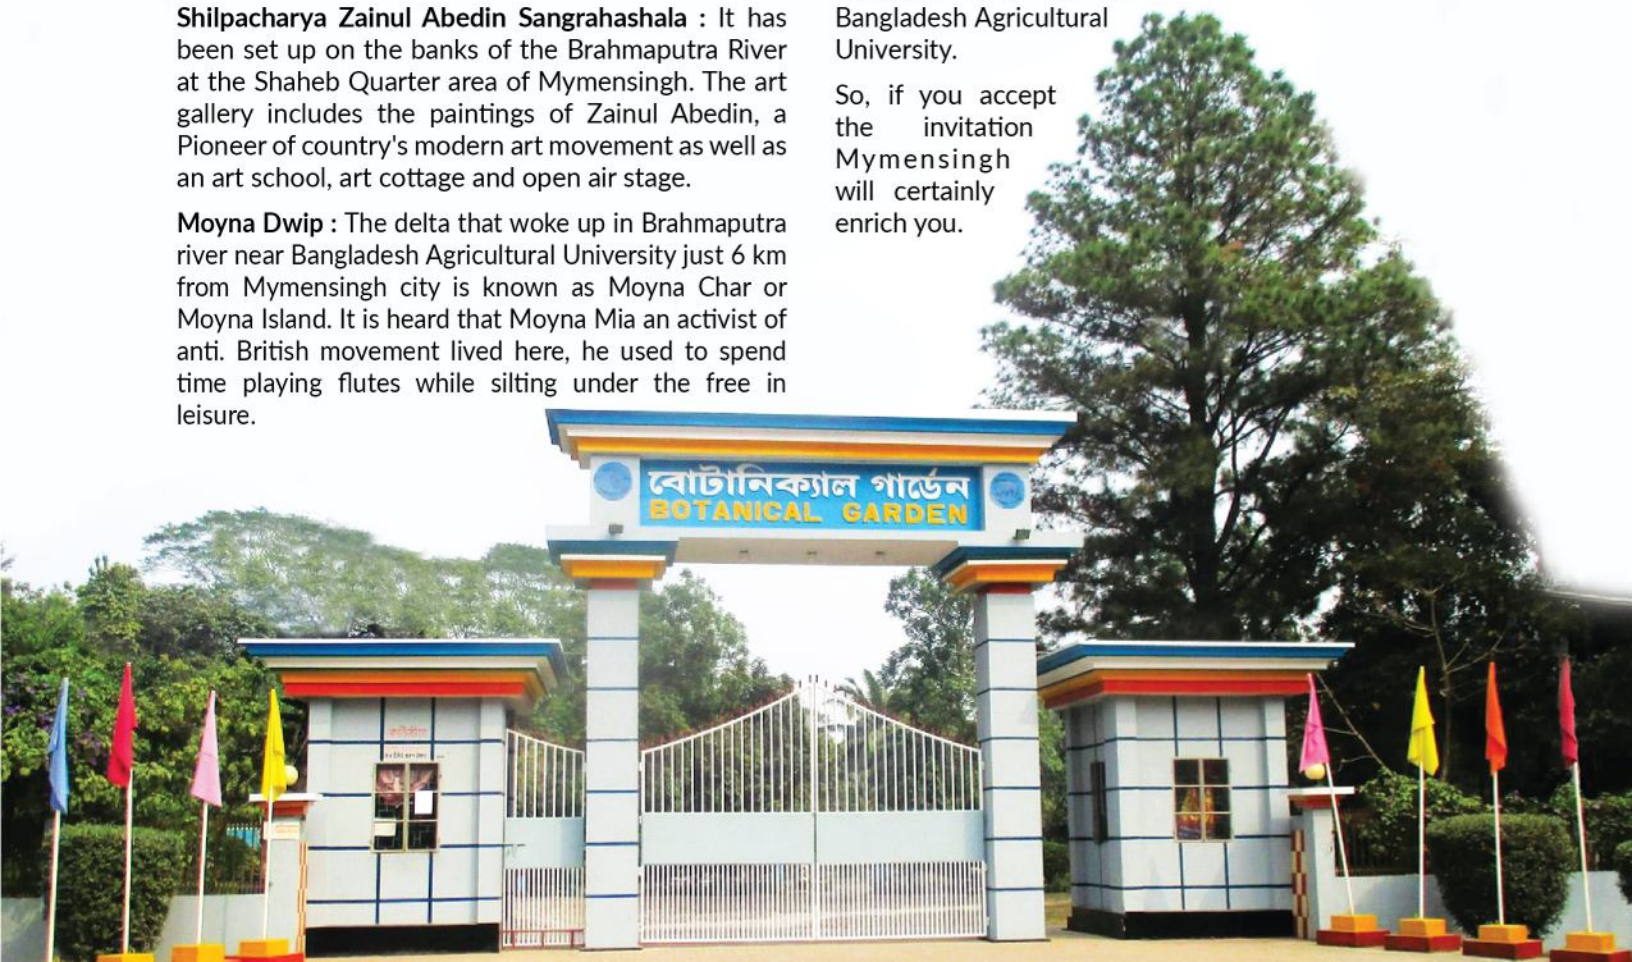 Shilpacharya Zainul Abedin Sangrahashala : It has
been set up on the banks of the Brahmaputra River
at the Shaheb Quarter area of Mymensingh. The art
gallery includes the paintings of Zainul Abedin, a
Pioneer of country's modern art movement as well as
an art school, art cottage and open air stage.
Moyna Dwip : The delta that woke up in Brahmaputra
river near Bangladesh Agricultural University just 6 km
from Mymensingh city is known as Moyna Char or
Moyna Island. It is heard that Moyna Mia an activist of
anti. British movement lived here, he used to spend
time playing flutes while silting under the free in
leisure.
Bangladesh Agricultural
University.
So, if you accept
the invitation
Mymensingh
will certainly
enrich you.
বোটানিক্যাল গার্ডেন
BOTANICAL GARDEN